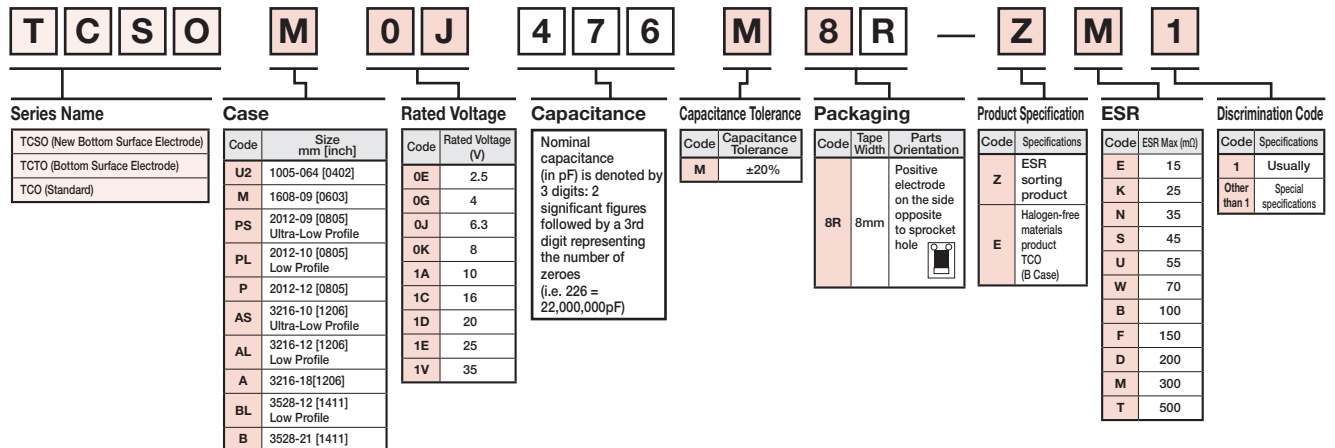 TCSO M 0J 476 M 8R — Z M 1
Series Name
TCSO (New Bottom Surface Electrode)
TCTO (Bottom Surface Electrode)
TCO (Standard)
Case
Code Size mm [inch]
U2 1005-064 [0402]
M 1608-09 [0603]
PS 2012-09 [0805]
Ultra-Low Profile
PL 2012-10 [0805]
Low Profile
P 2012-12 [0805]
AS 3216-10 [1206]
Ultra-Low Profile
AL 3216-12 [1206]
Low Profile
A 3216-18[1206]
BL 3528-12 [1411]
Low Profile
B 3528-21 [1411]
Rated Voltage
Code Rated Voltage (V)
0E 2.5
0G 4
0J 6.3
0K 8
1A 10
1C 16
1D 20
1E 25
1V 35
Capacitance
Nominal
capacitance
(in pF) is denoted by
3 digits: 2
significant figures
followed by a 3rd
digit representing
the number of
zeroes
(i.e. 226 =
22,000,000pF)
Capacitance Tolerance
Code Capacitance Tolerance
M ±20%
Packaging
Code Tape Width Parts Orientation
8R 8mm Positive
electrode
on the side
opposite
to sprocket
hole
Product Specification
Code Specifications
Z ESR
sorting
product
E Halogen-free
materials
product
TCO
(B Case)
ESR
Code ESR Max (mΩ)
E 15
K 25
N 35
S 45
U 55
W 70
B 100
F 150
D 200
M 300
T 500
Discrimination Code
Code Specifications
1 Usually
Other than 1 Special specifications